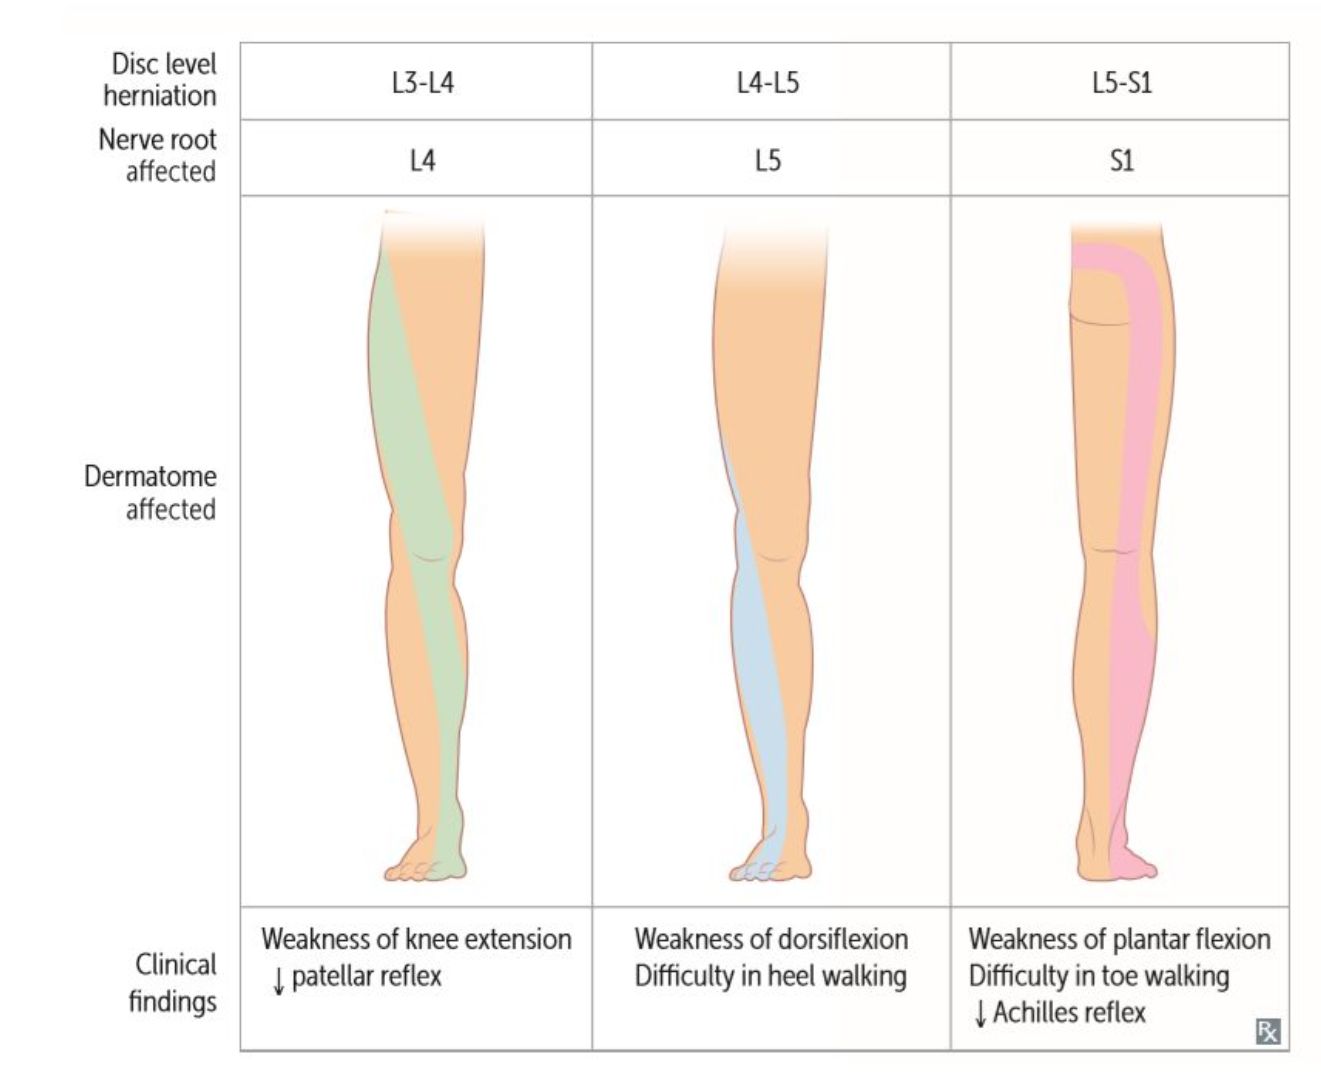 Disc level
herniation
L3-L4
L4-L5
L5-S1
Nerve root
affected
L4
L5
S1
Dermatome
affected
Clinical
findings
Weakness of knee extension
↓ patellar reflex
Weakness of dorsiflexion
Difficulty in heel walking
Weakness of plantar flexion
Difficulty in toe walking
↓ Achilles reflex
Rx